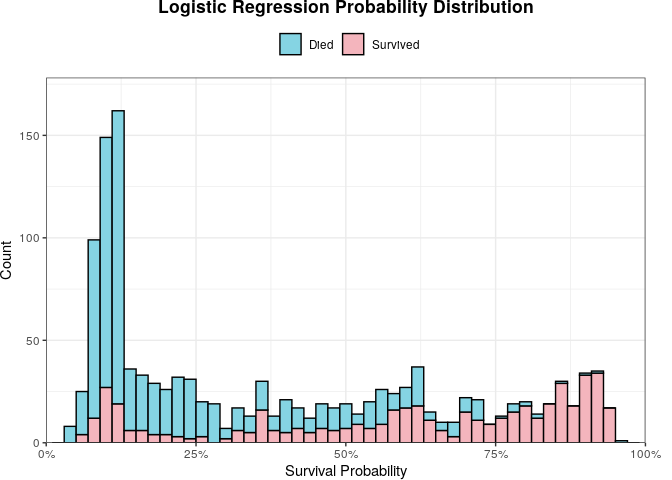 Logistic Regression Probability Distribution
Died Survived
150
100
50
0
Count
0% 25% 50% 75% 100%
Survival Probability